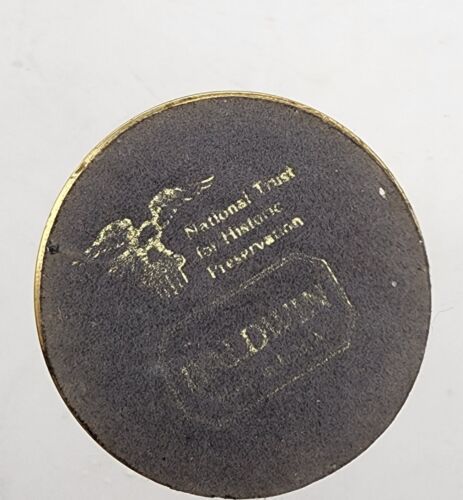 National Trust
for Historic
Preservation
BALDWIN